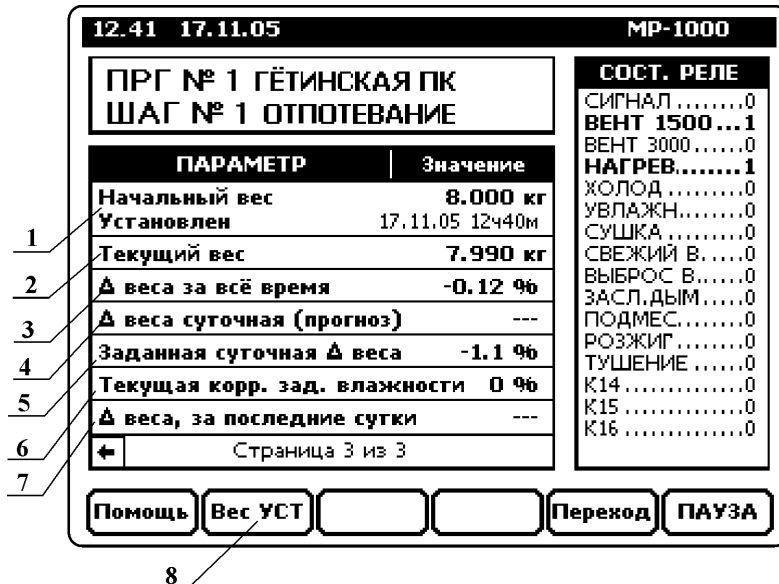 12.41 17.11.05 МР-1000
ПРГ № 1 ГЁТИНСКАЯ ПК
ШАГ № 1 ОТПОТЕВАНИЕ
ПАРАМЕТР Значение
Начальный вес 8.000 кг
Установлен 17.11.05 12ч40м
Текущий вес 7.990 кг
Δ веса за всё время -0.12 %
Δ веса суточная (прогноз) ---
Заданная суточная Δ веса -1.1 %
Текущая корр. зад. влажности 0 %
Δ веса, за последние сутки ---
← Страница 3 из 3
СОСТ. РЕЛЕ
СИГНАЛ ........0
ВЕНТ 1500 ...1
ВЕНТ 3000 ......0
НАГРЕВ........1
ХОЛОД .........0
УВЛАЖН........0
СУШКА .........0
СВЕЖИЙ В.....0
ВЫБРОС В.....0
ЗАСЛ.ДЫМ.....0
ПОДМЕС........0
РОЗЖИГ ........0
ТУШЕНИЕ ......0
К14..............0
К15 ..............0
К16 ..............0
Помощь Вес УСТ Переход ПАУЗА
1
2
3
4
5
6
7
8